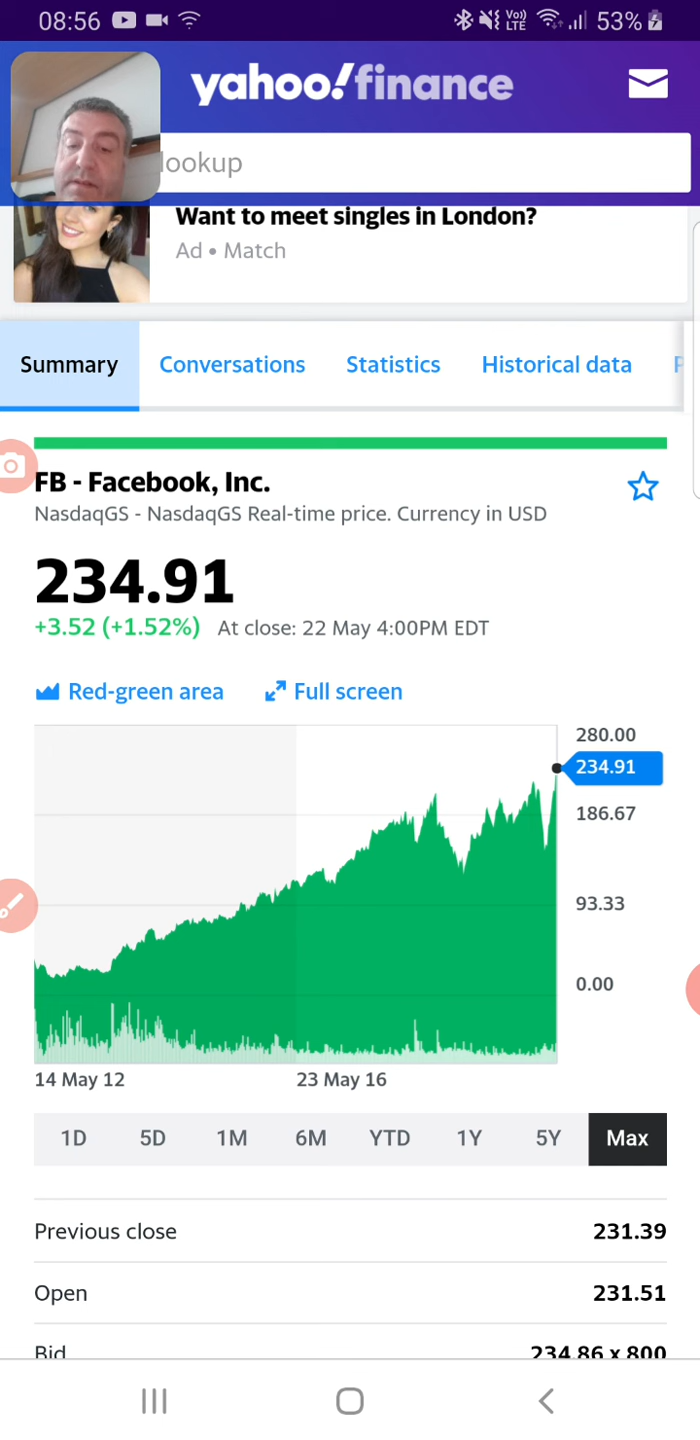 08:56
Vo)) LTE
53%
yahoo!finance
lookup
Want to meet singles in London?
Ad • Match
Summary Conversations Statistics Historical data
FB - Facebook, Inc.
NasdaqGS - NasdaqGS Real-time price. Currency in USD
234.91
+3.52 (+1.52%) At close: 22 May 4:00PM EDT
Red-green area Full screen
280.00
234.91
186.67
93.33
0.00
14 May 12 23 May 16
1D 5D 1M 6M YTD 1Y 5Y Max
Previous close 231.39
Open 231.51
Bid 234.86 x 800